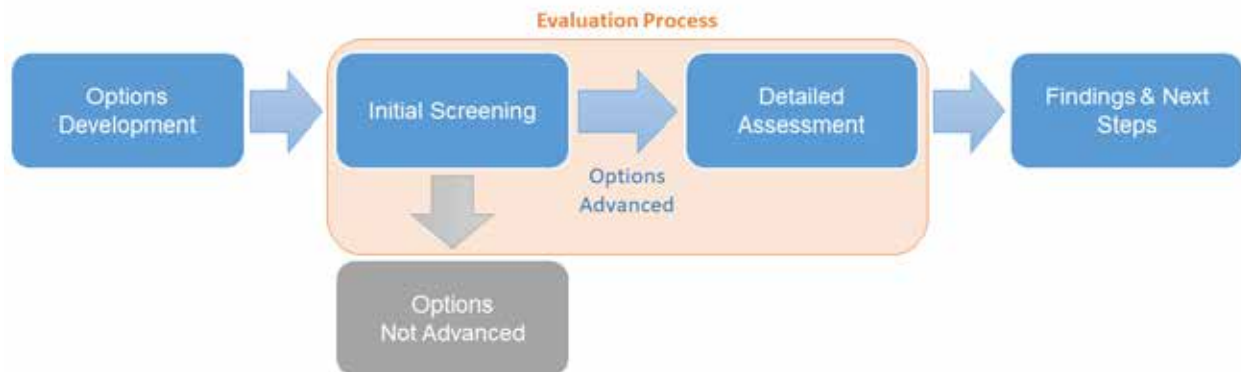 Evaluation Process
Options
Development
Initial Screening
Options
Advanced
Detailed
Assessment
Findings & Next
Steps
Options
Not Advanced